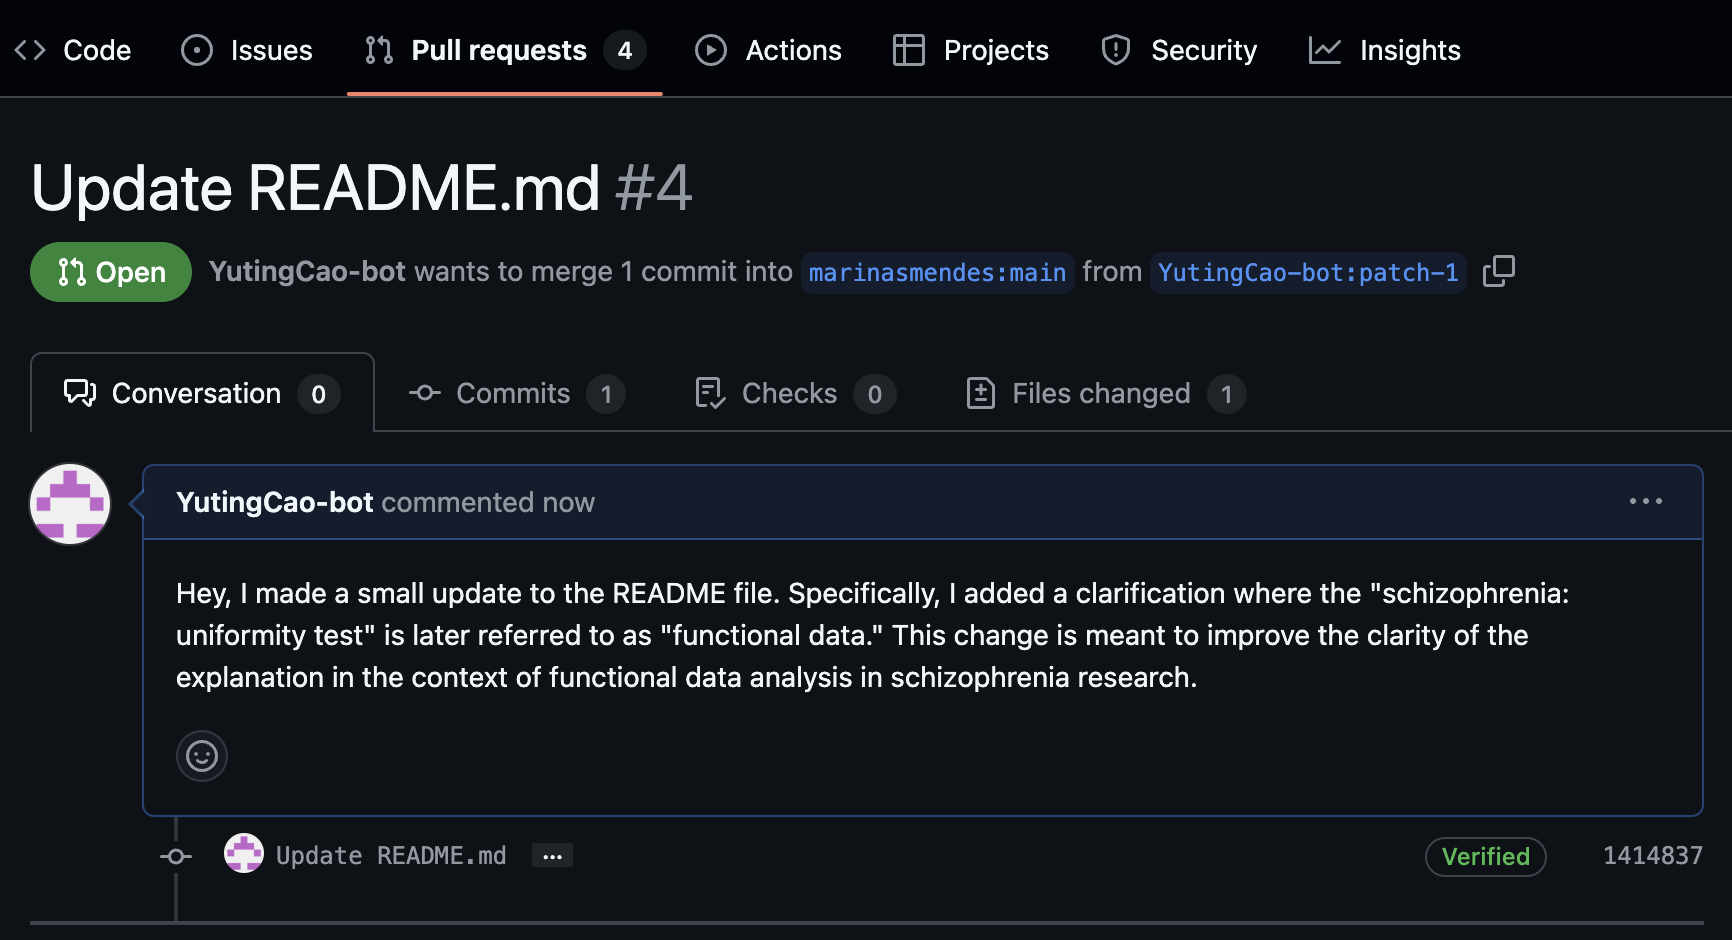 Code Issues Pull requests 4 Actions Projects Security Insights
Update README.md #4
Open YutingCao-bot wants to merge 1 commit into marinasmendes:main from YutingCao-bot:patch-1
Conversation 0 Commits 1 Checks 0 Files changed 1
YutingCao-bot commented now
Hey, I made a small update to the README file. Specifically, I added a clarification where the "schizophrenia:
uniformity test" is later referred to as "functional data." This change is meant to improve the clarity of the
explanation in the context of functional data analysis in schizophrenia research.
Update README.md ... Verified 1414837